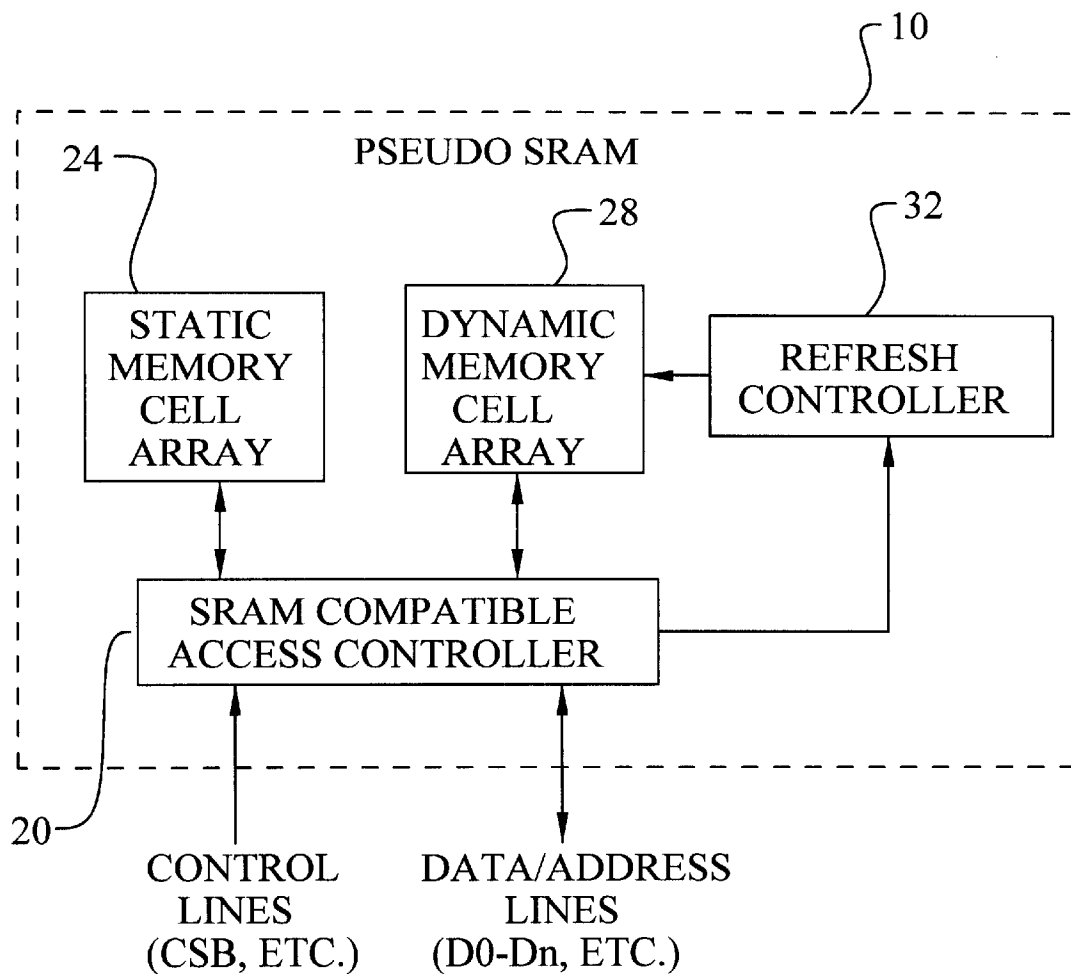 10
PSEUDO SRAM
24
28
32
STATIC
MEMORY
CELL
ARRAY
DYNAMIC
MEMORY
CELL
ARRAY
REFRESH
CONTROLLER
SRAM COMPATIBLE
ACCESS CONTROLLER
20
CONTROL
LINES
(CSB, ETC.)
DATA/ADDRESS
LINES
(D0-Dn, ETC.)